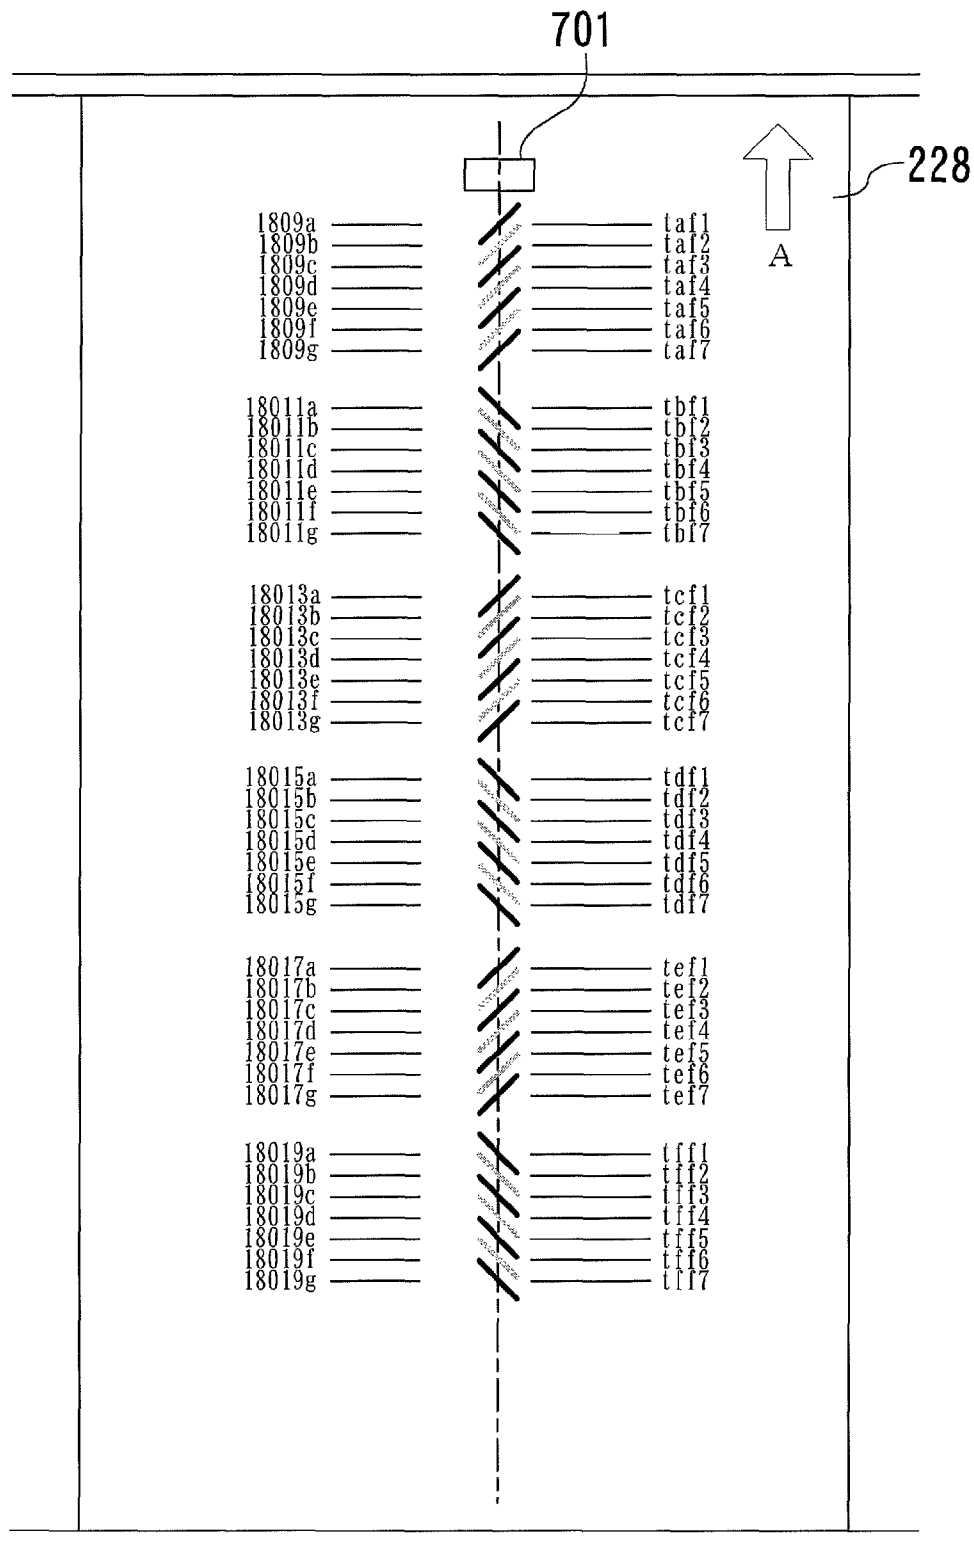 701
228
A
1809a taf1
1809b taf2
1809c taf3
1809d taf4
1809e taf5
1809f taf6
1809g taf7
18011a tbf1
18011b tbf2
18011c tbf3
18011d tbf4
18011e tbf5
18011f tbf6
18011g tbf7
18013a tcf1
18013b tcf2
18013c tcf3
18013d tcf4
18013e tcf5
18013f tcf6
18013g tcf7
18015a tdf1
18015b tdf2
18015c tdf3
18015d tdf4
18015e tdf5
18015f tdf6
18015g tdf7
18017a tef1
18017b tef2
18017c tef3
18017d tef4
18017e tef5
18017f tef6
18017g tef7
18019a tff1
18019b tff2
18019c tff3
18019d tff4
18019e tff5
18019f tff6
18019g tff7